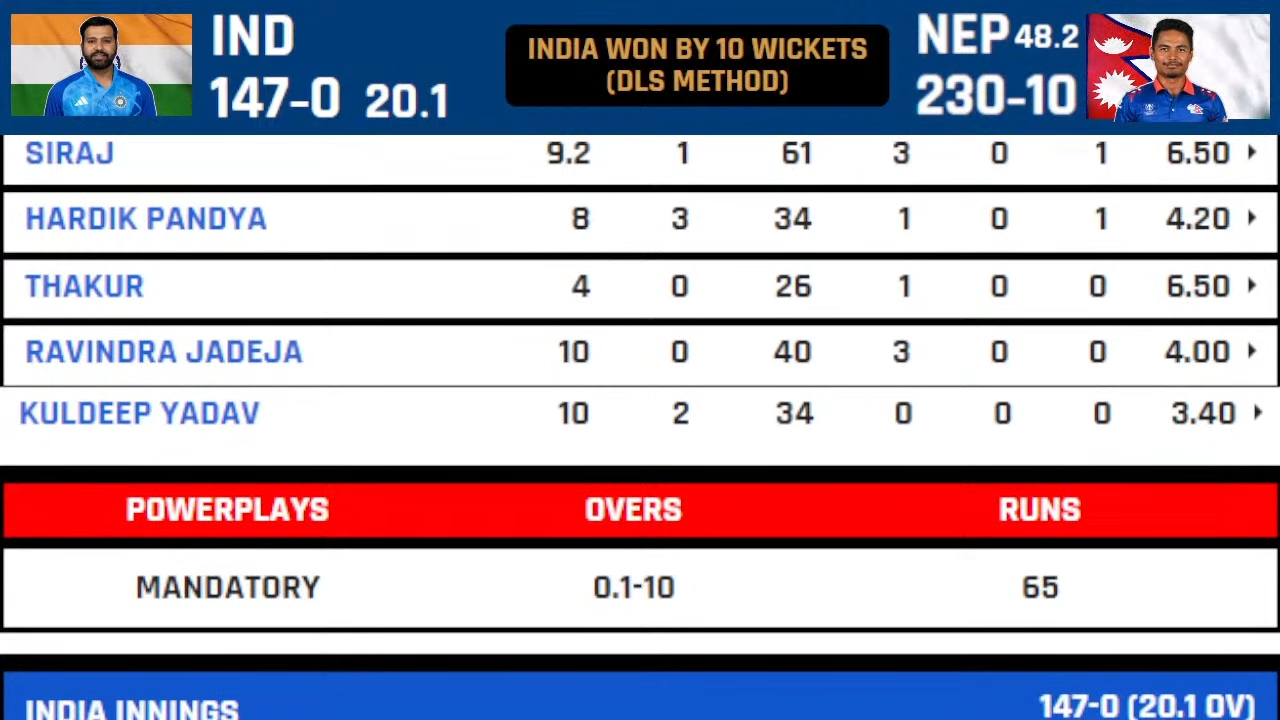 IND
147-0 20.1
INDIA WON BY 10 WICKETS
(DLS METHOD)
NEP 48.2
230-10
SIRAJ 9.2 1 61 3 0 1 6.50
HARDIK PANDYA 8 3 34 1 0 1 4.20
THAKUR 4 0 26 1 0 0 6.50
RAVINDRA JADEJA 10 0 40 3 0 0 4.00
KULDEEP YADAV 10 2 34 0 0 0 3.40
POWERPLAYS OVERS RUNS
MANDATORY 0.1-10 65
INDIA INNINGS 147-0 (20.1 OV)